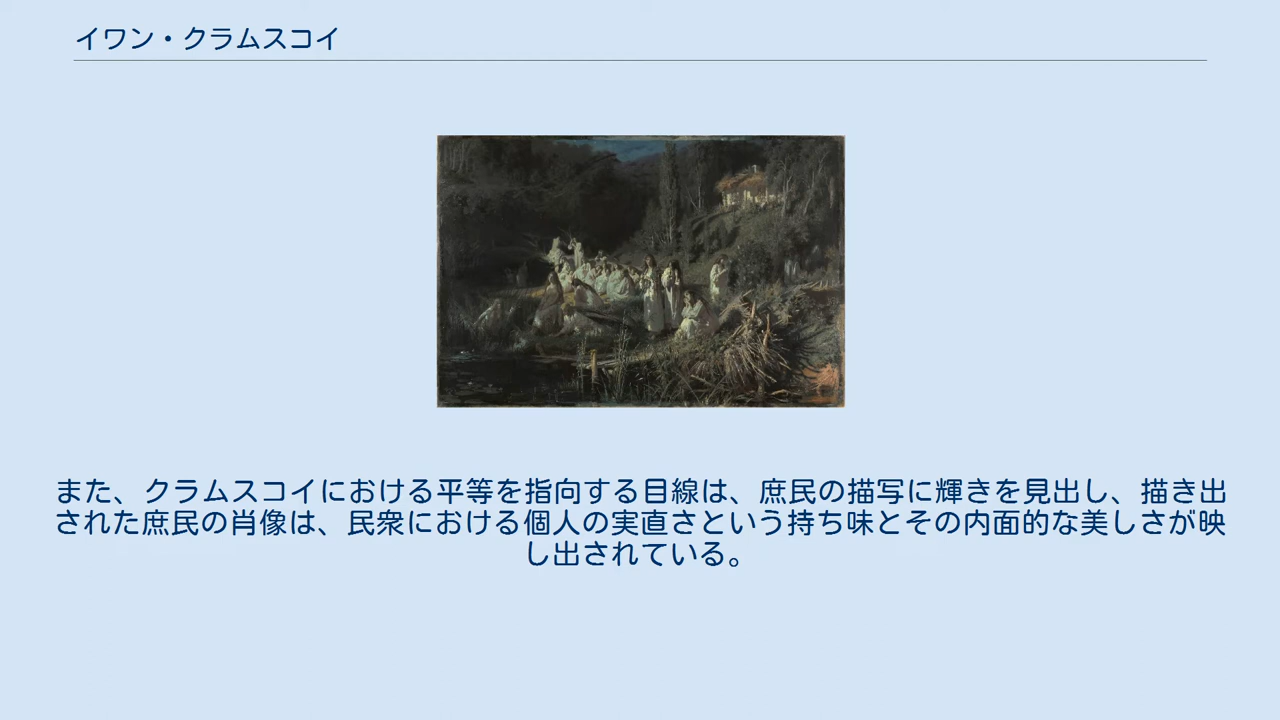 イワン・クラムスコイ
また、クラムスコイにおける平等を指向する目線は、庶民の描写に輝きを見出し、描き出
された庶民の肖像は、民衆における個人の実直さという持ち味とその内面的な美しさが映
し出されている。